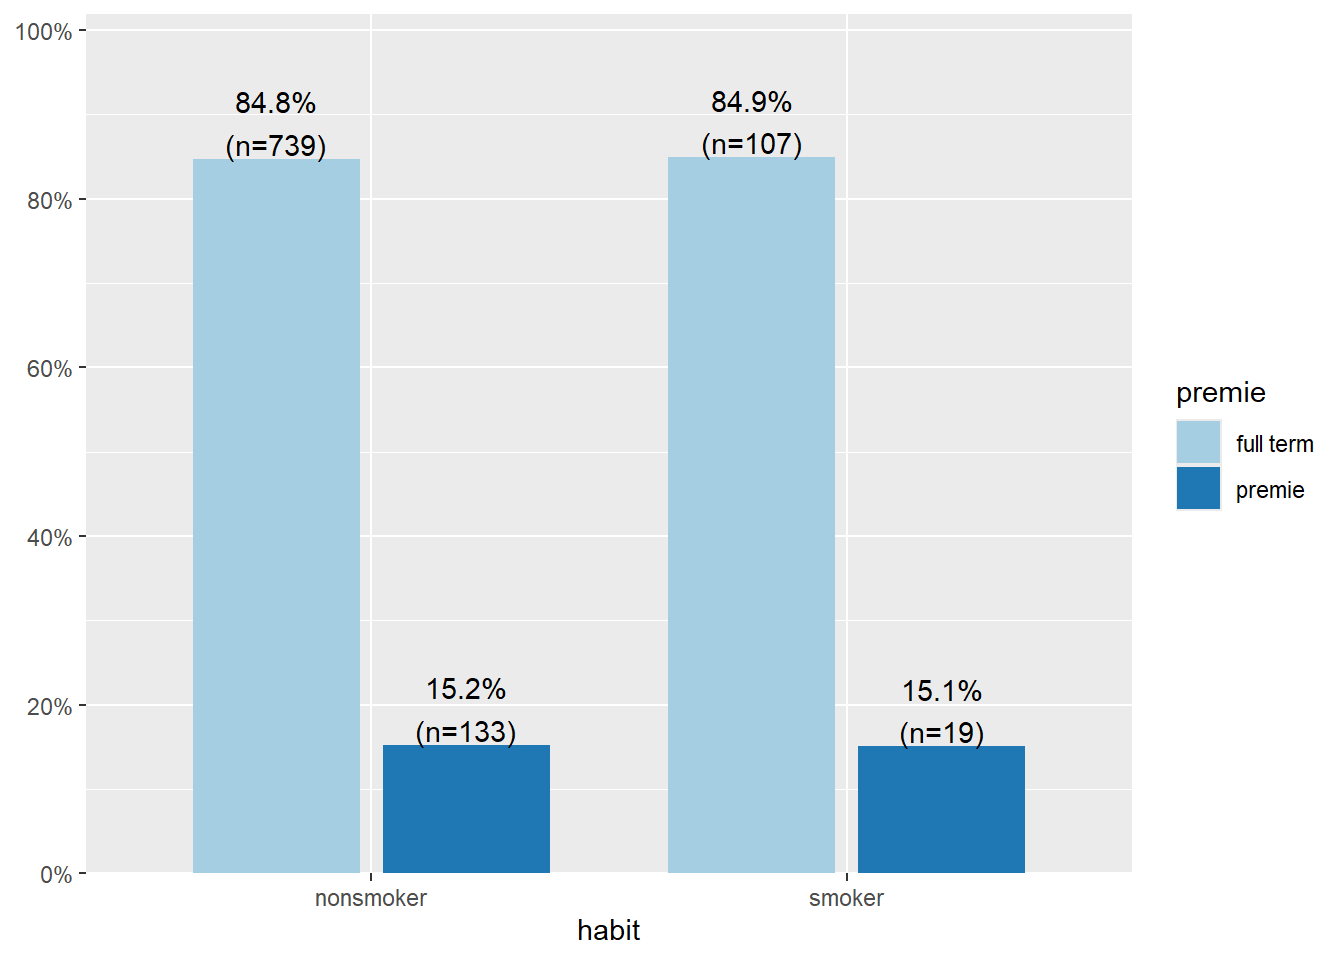 100%
80%
60%
40%
20%
0%
84.8%
(n=739)
15.2%
(n=133)
84.9%
(n=107)
15.1%
(n=19)
nonsmoker
smoker
habit
premie
full term
premie